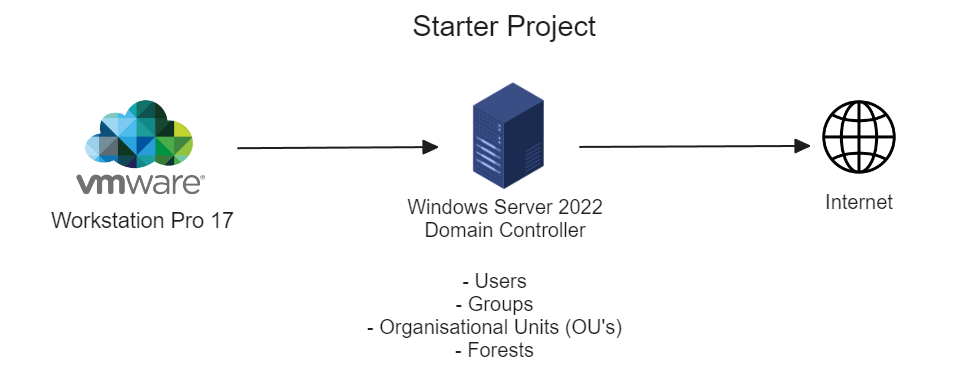 Starter Project
vmware®
Workstation Pro 17
Windows Server 2022
Domain Controller
- Users
- Groups
- Organisational Units (OU's)
- Forests
Internet